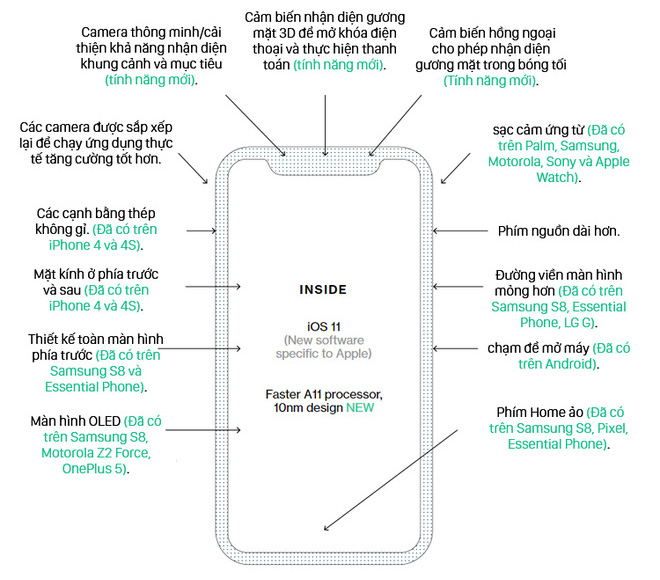 Camera thông minh/cải
thiện khả năng nhận diện
khung cảnh và mục tiêu
(tính năng mới).
Cảm biến nhận diện gương
mặt 3D để mở khóa điện
thoại và thực hiện thanh
toán (tính năng mới).
Cảm biến hồng ngoại
cho phép nhận diện
gương mặt trong bóng tối
(Tính năng mới).
Các camera được sắp xếp
lại để chạy ứng dụng thực
tế tăng cường tốt hơn.
sạc cảm ứng từ (Đã có
trên Palm, Samsung,
Motorola, Sony và Apple
Watch).
Các cạnh bằng thép
không gỉ. (Đã có trên
iPhone 4 và 4S).
Phím nguồn dài hơn.
Mặt kính ở phía trước
và sau (Đã có trên
iPhone 4 và 4S).
Đường viền màn hình
mỏng hơn (Đã có trên
Samsung S8, Essential
Phone, LG G).
Thiết kế toàn màn hình
phía trước (Đã có trên
Samsung S8 và
Essential Phone).
chạm để mở máy (Đã có
trên Android).
Màn hình OLED (Đã có
trên Samsung S8,
Motorola Z2 Force,
OnePlus 5).
Phím Home ảo (Đã có
trên Samsung S8, Pixel,
Essential Phone).
INSIDE
iOS 11
(New software
specific to Apple)
Faster A11 processor,
10nm design NEW